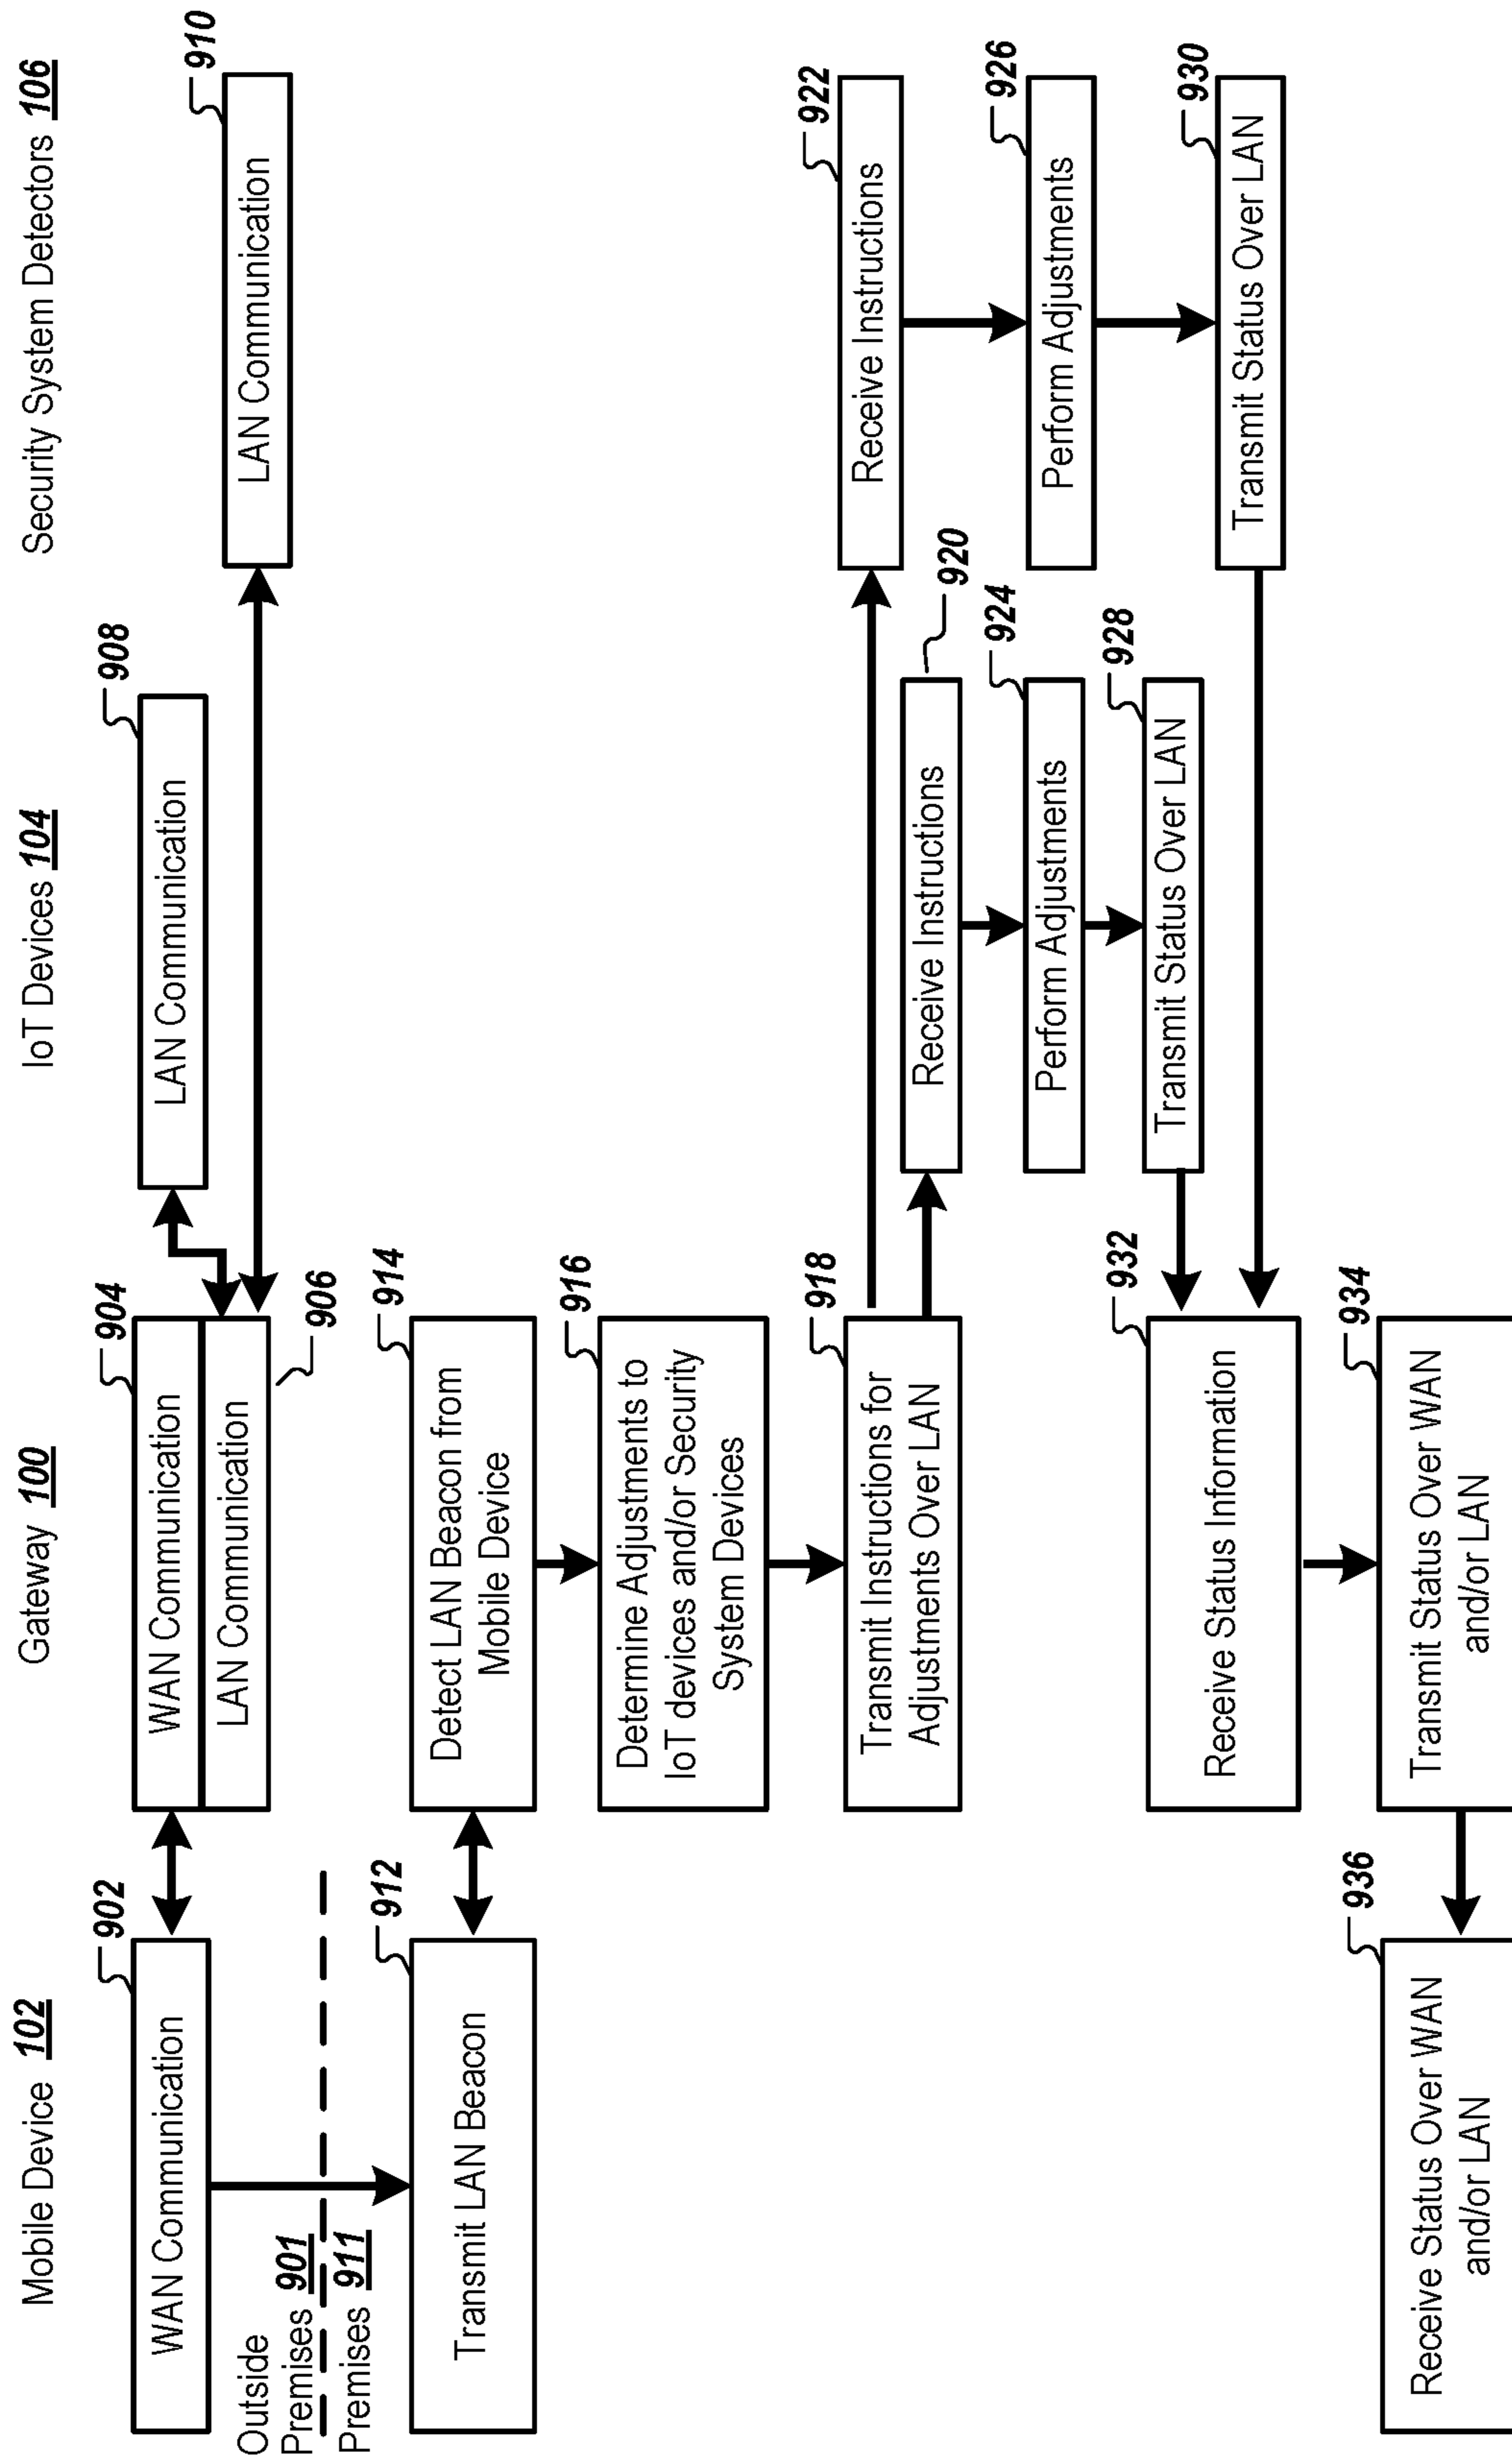 Mobile Device 102
Gateway 100
IoT Devices 104
Security System Detectors 106
902
WAN Communication
904
WAN Communication
LAN Communication
906
908
LAN Communication
910
LAN Communication
Outside
Premises 901
Premises 911
912
Transmit LAN Beacon
914
Detect LAN Beacon from
Mobile Device
916
Determine Adjustments to
IoT devices and/or Security
System Devices
918
Transmit Instructions for
Adjustments Over LAN
922
Receive Instructions
920
Receive Instructions
924
Perform Adjustments
926
Perform Adjustments
928
Transmit Status Over LAN
930
Transmit Status Over LAN
932
Receive Status Information
934
Transmit Status Over WAN
and/or LAN
936
Receive Status Over WAN
and/or LAN